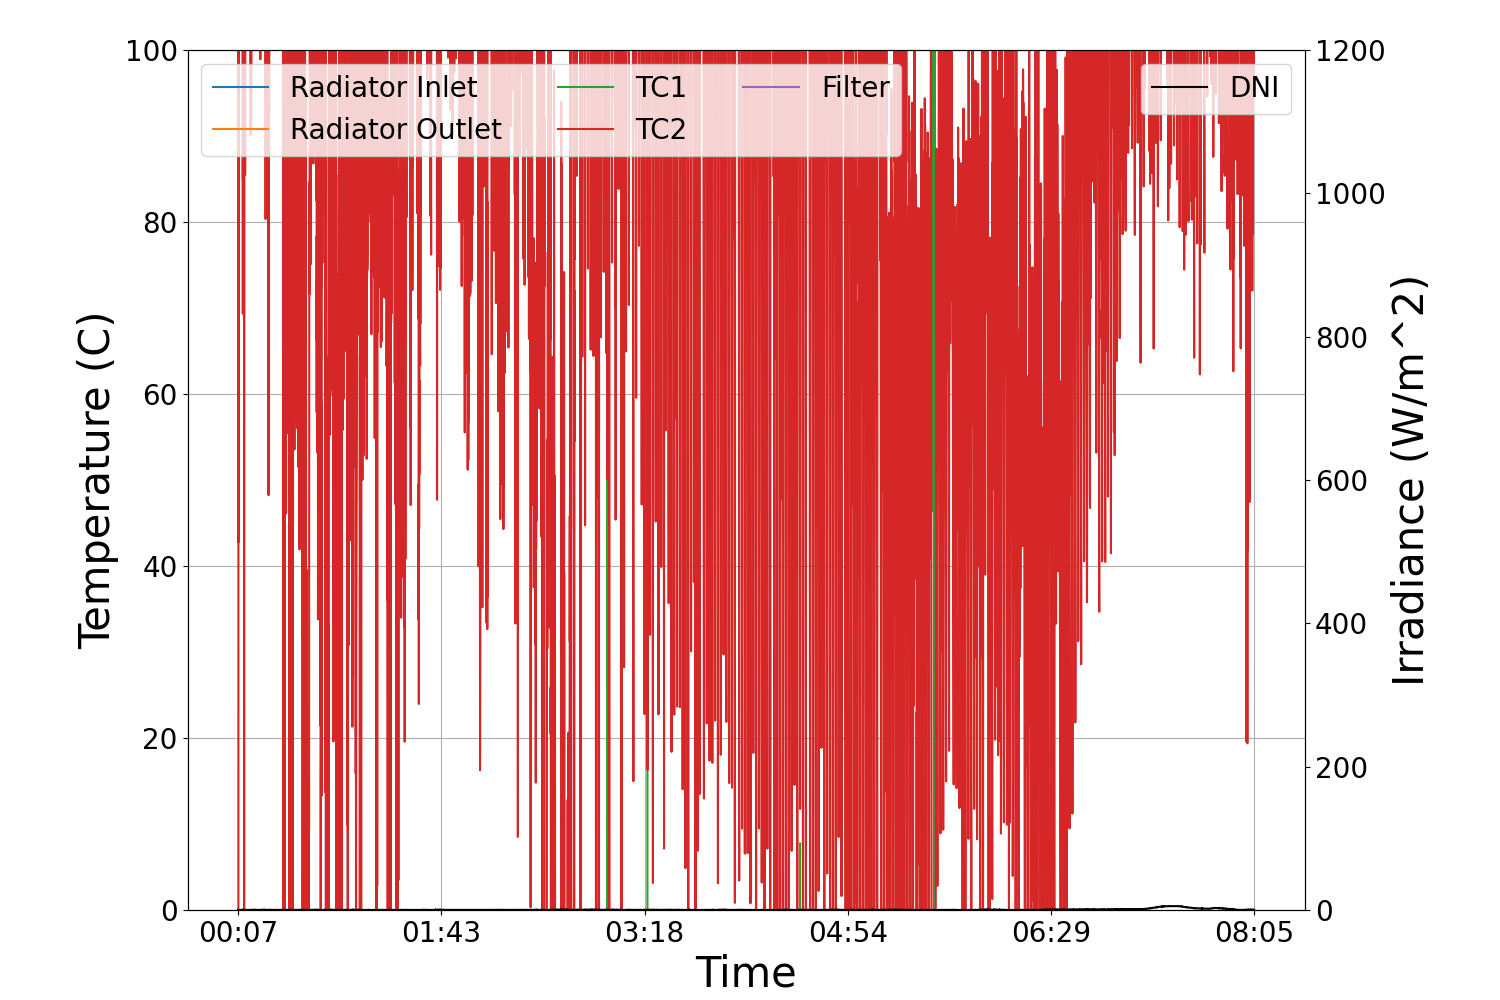 100
80
60
40
20
0
Temperature (C)
Radiator Inlet
Radiator Outlet
TC1
TC2
Filter
DNI
1200
1000
800
600
400
200
0
Irradiance (W/m^2)
00:07 01:43 03:18 04:54 06:29 08:05
Time